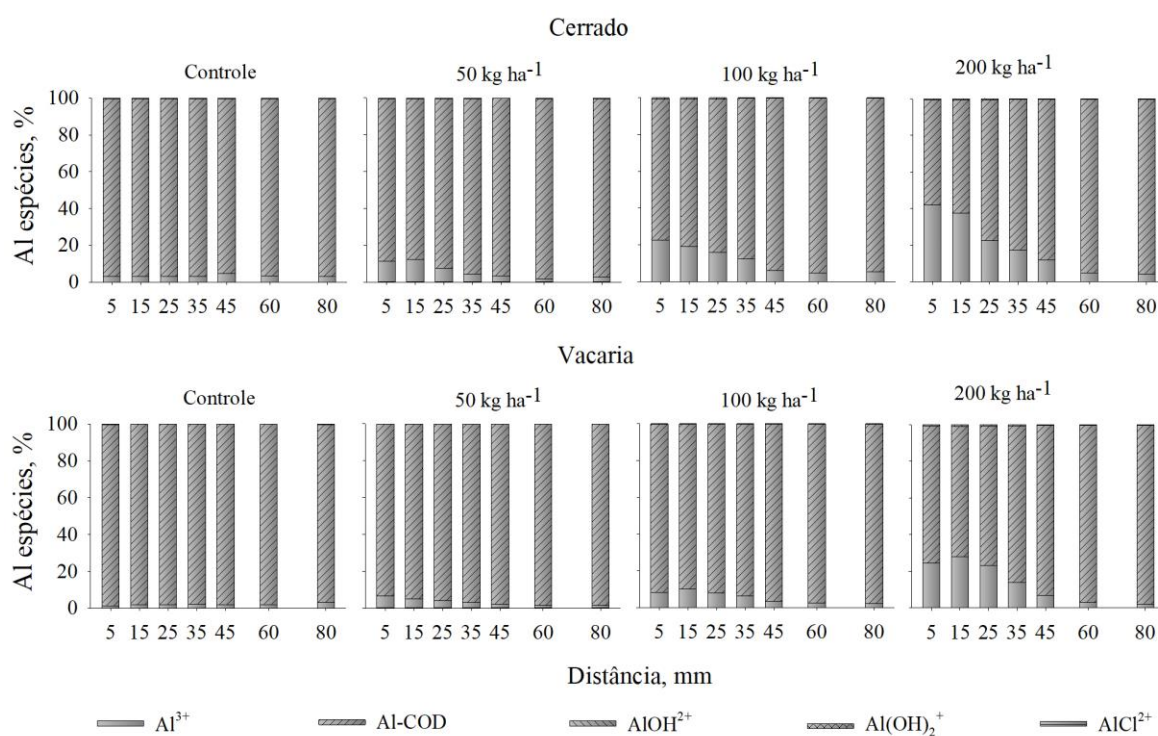 Cerrado
Controle 50 kg ha-1 100 kg ha-1 200 kg ha-1
Al espécies, %
100
80
60
40
20
0
5 15 25 35 45 60 80 5 15 25 35 45 60 80 5 15 25 35 45 60 80 5 15 25 35 45 60 80
Vacaria
Controle 50 kg ha-1 100 kg ha-1 200 kg ha-1
Al espécies, %
100
80
60
40
20
0
5 15 25 35 45 60 80 5 15 25 35 45 60 80 5 15 25 35 45 60 80 5 15 25 35 45 60 80
Distância, mm
Al3+ Al-COD AlOH2+ Al(OH)2+ AlCl2+